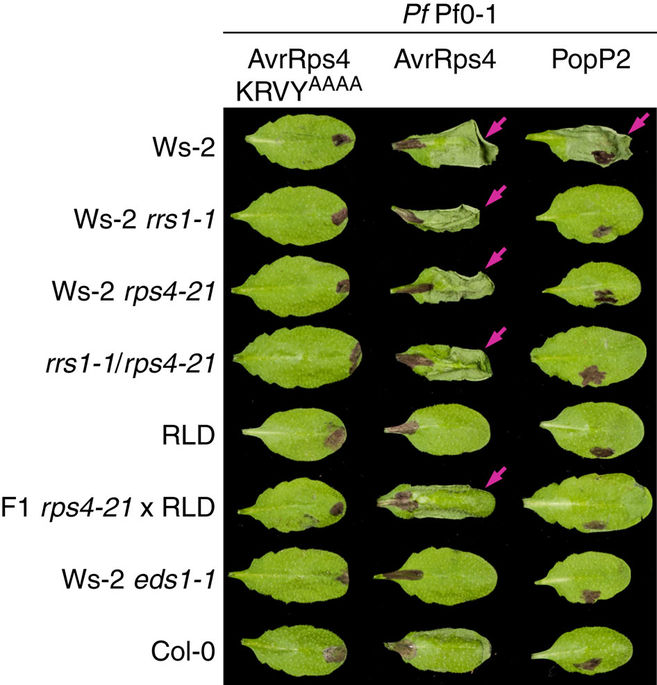 Pf Pf0-1
AvrRps4
KRVYAAAA
AvrRps4
PopP2
Ws-2
Ws-2 rrs1-1
Ws-2 rps4-21
rrs1-1/rps4-21
RLD
F1 rps4-21 x RLD
Ws-2 eds1-1
Col-0